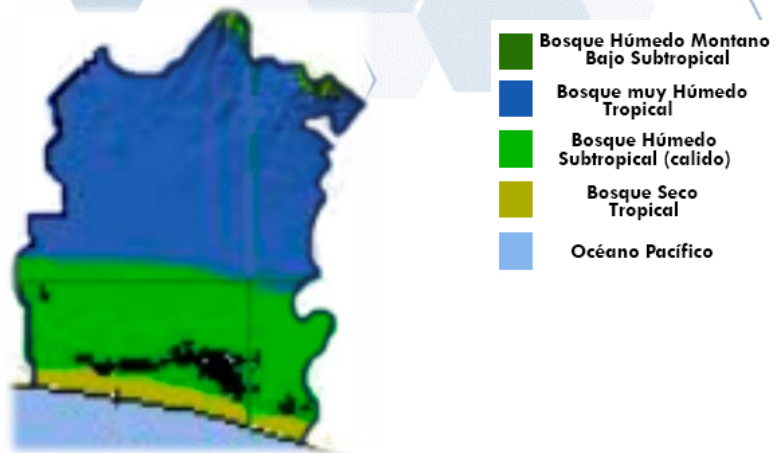 Bosque Húmedo Montano
Bajo Subtropical
Bosque muy Húmedo
Tropical
Bosque Húmedo
Subtropical (calido)
Bosque Seco
Tropical
Océano Pacífico